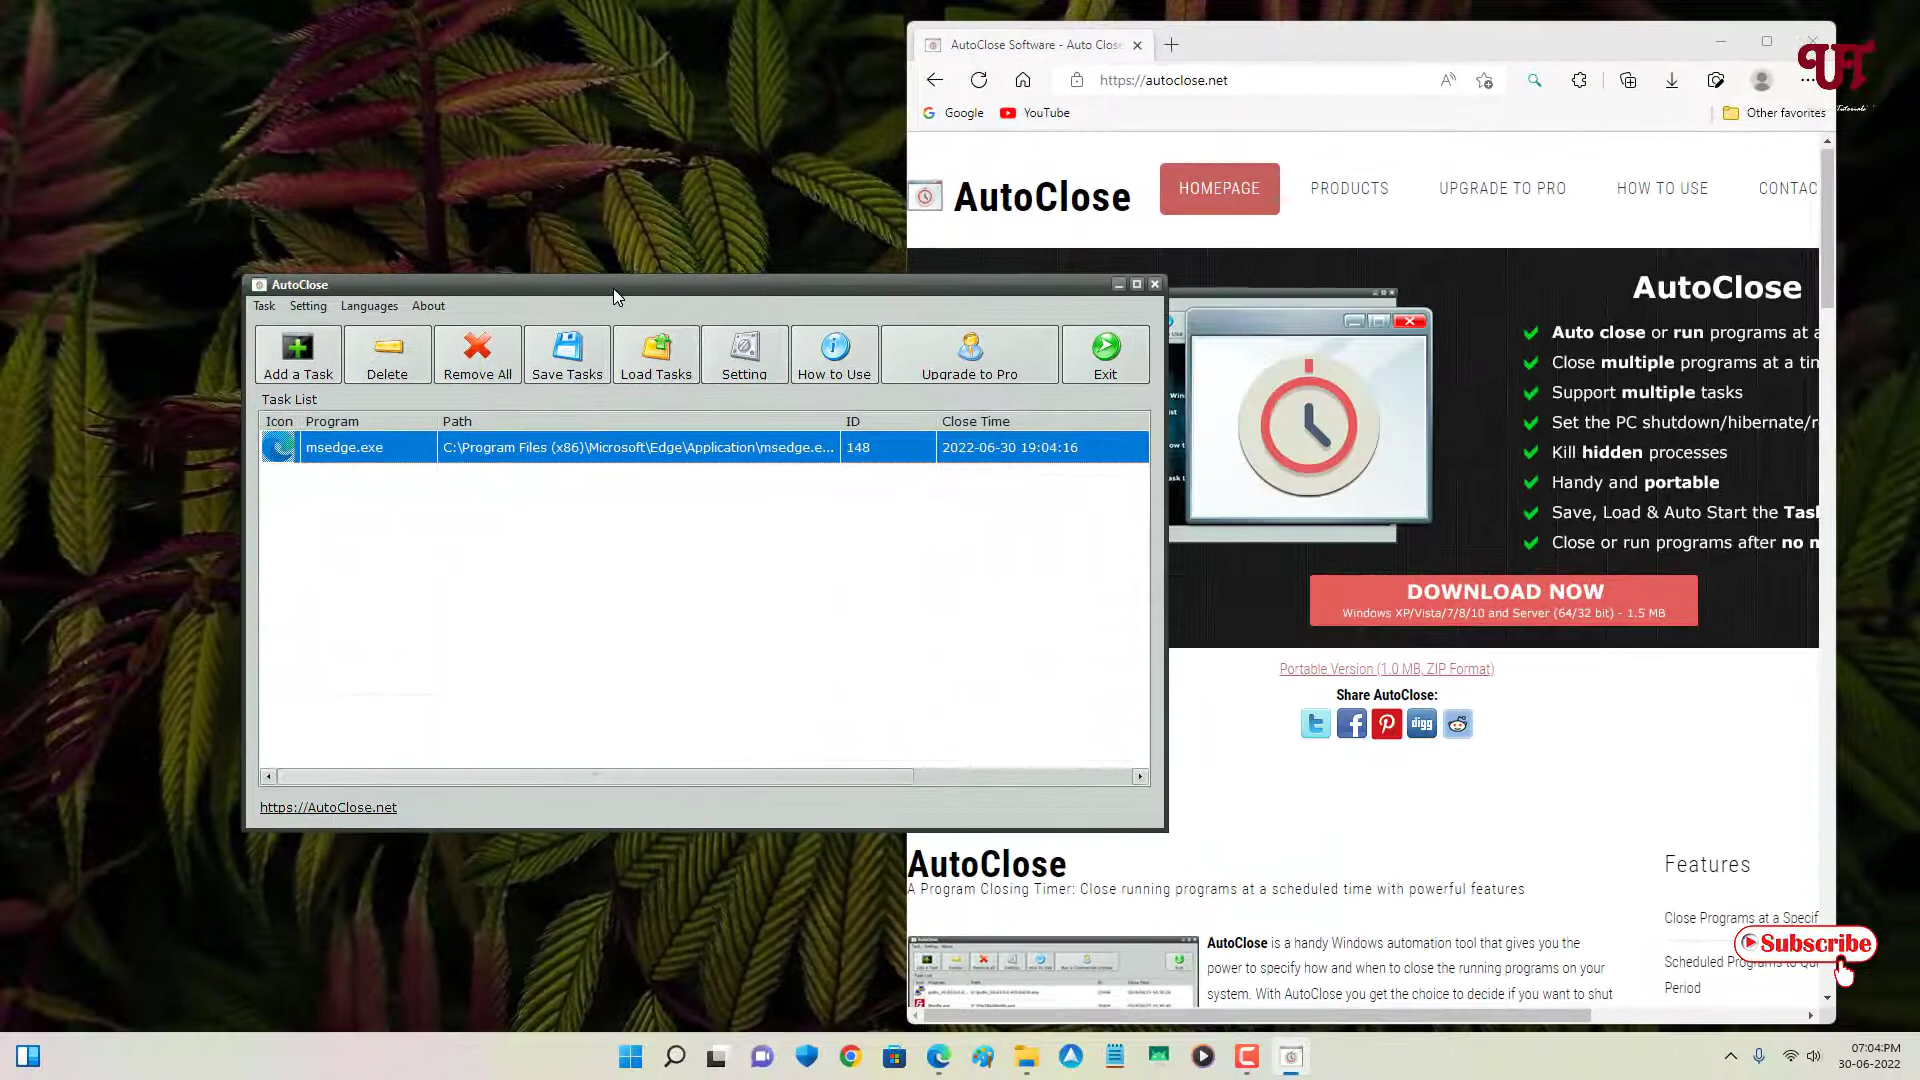 AutoClose Software - Auto Close
https://autoclose.net
Google
YouTube
Other favorites
UT
Tutorials
AutoClose
HOMEPAGE
PRODUCTS
UPGRADE TO PRO
HOW TO USE
CONTAC
AutoClose
Task
Setting
Languages
About
Add a Task
Delete
Remove All
Save Tasks
Load Tasks
Setting
How to Use
Upgrade to Pro
Exit
Task List
Icon
Program
Path
ID
Close Time
msedge.exe
C:\Program Files (x86)\Microsoft\Edge\Application\msedge.e...
148
2022-06-30 19:04:16
https://AutoClose.net
AutoClose
Auto close or run programs at a
Close multiple programs at a tim
Support multiple tasks
Set the PC shutdown/hibernate/r
Kill hidden processes
Handy and portable
Save, Load & Auto Start the Task
Close or run programs after no m
DOWNLOAD NOW
Windows XP/Vista/7/8/10 and Server (64/32 bit) - 1.5 MB
Portable Version (1.0 MB, ZIP Format)
Share AutoClose:
digg
AutoClose
A Program Closing Timer: Close running programs at a scheduled time with powerful features
AutoClose is a handy Windows automation tool that gives you the
power to specify how and when to close the running programs on your
system. With AutoClose you get the choice to decide if you want to shut
Features
Close Programs at a Specif
Scheduled Programs to Qui
Period
Subscribe
07:04:PM
30-06-2022